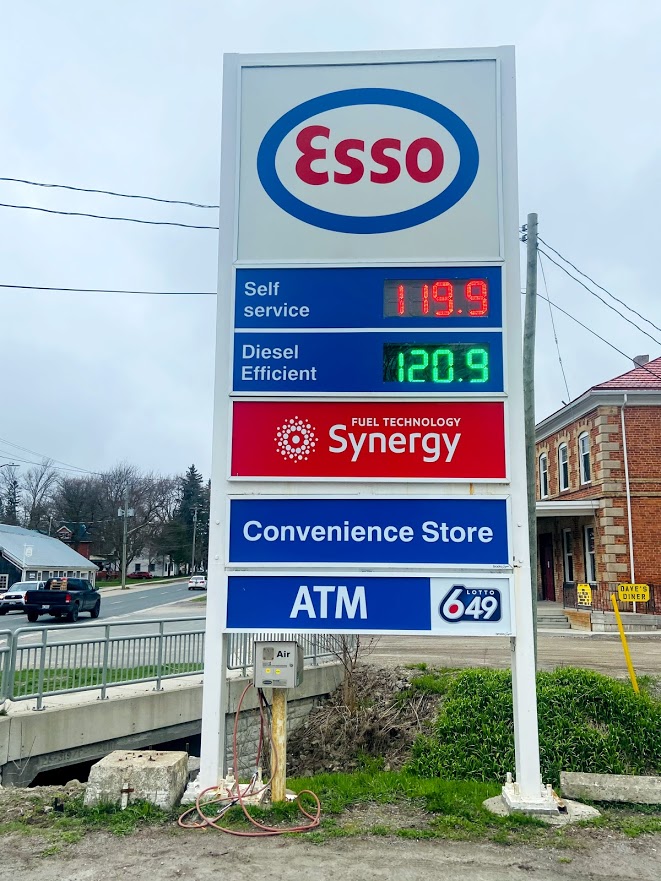 Esso
Self
service
119.9
Diesel
Efficient
120.9
FUEL TECHNOLOGY
Synergy
Convenience Store
ATM
LOTTO
649
Air
DAVE'S
DINER